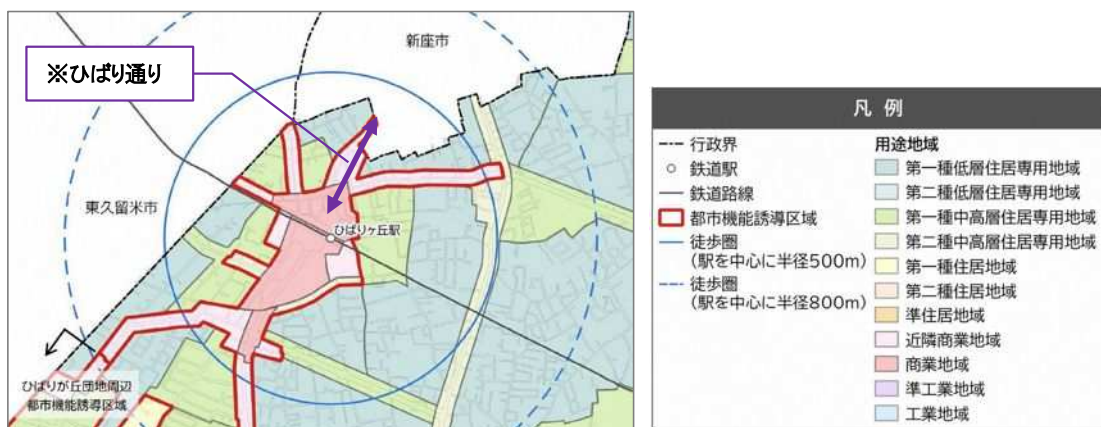 ※ひばり通り
新座市
東久留米市
ひばりヶ丘駅
ひばりが丘団地周辺
都市機能誘導区域
凡 例
行政界
鉄道駅
鉄道路線
都市機能誘導区域
徒歩圏
(駅を中心に半径500m)
徒歩圏
(駅を中心に半径800m)
用途地域
第一種低層住居専用地域
第二種低層住居専用地域
第一種中高層住居専用地域
第二種中高層住居専用地域
第一種住居地域
第二種住居地域
準住居地域
近隣商業地域
商業地域
準工業地域
工業地域